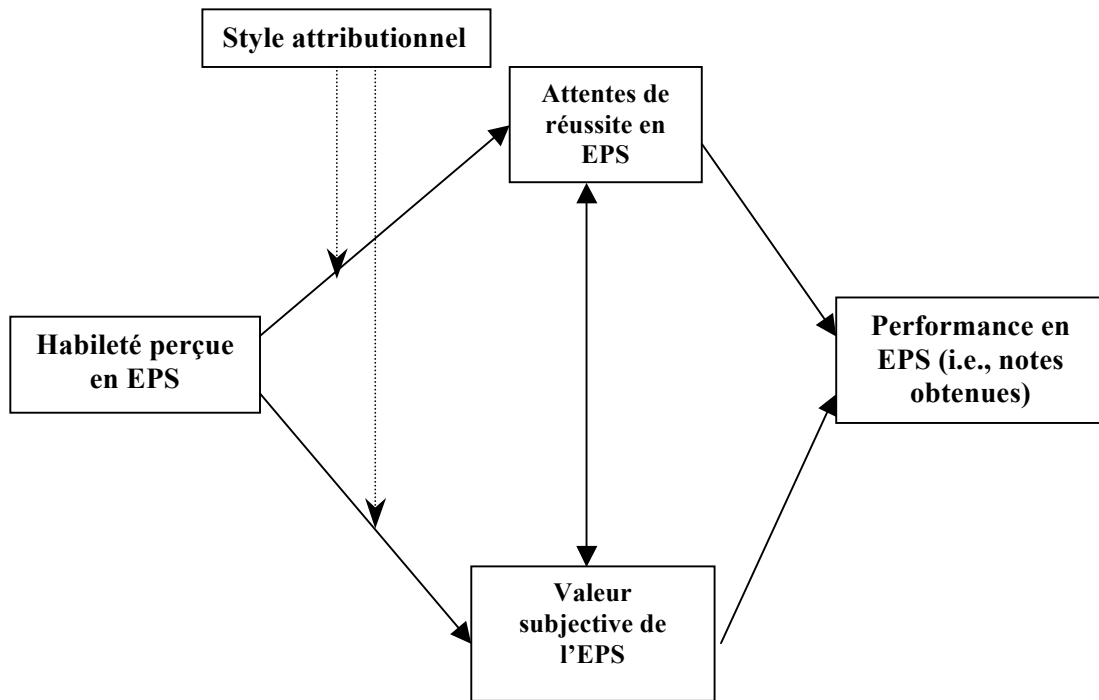 Style attributionnel
Attentes de
réussite en
EPS
Habileté perçue
en EPS
Performance en
EPS (i.e., notes
obtenues)
Valeur
subjective de
l’EPS